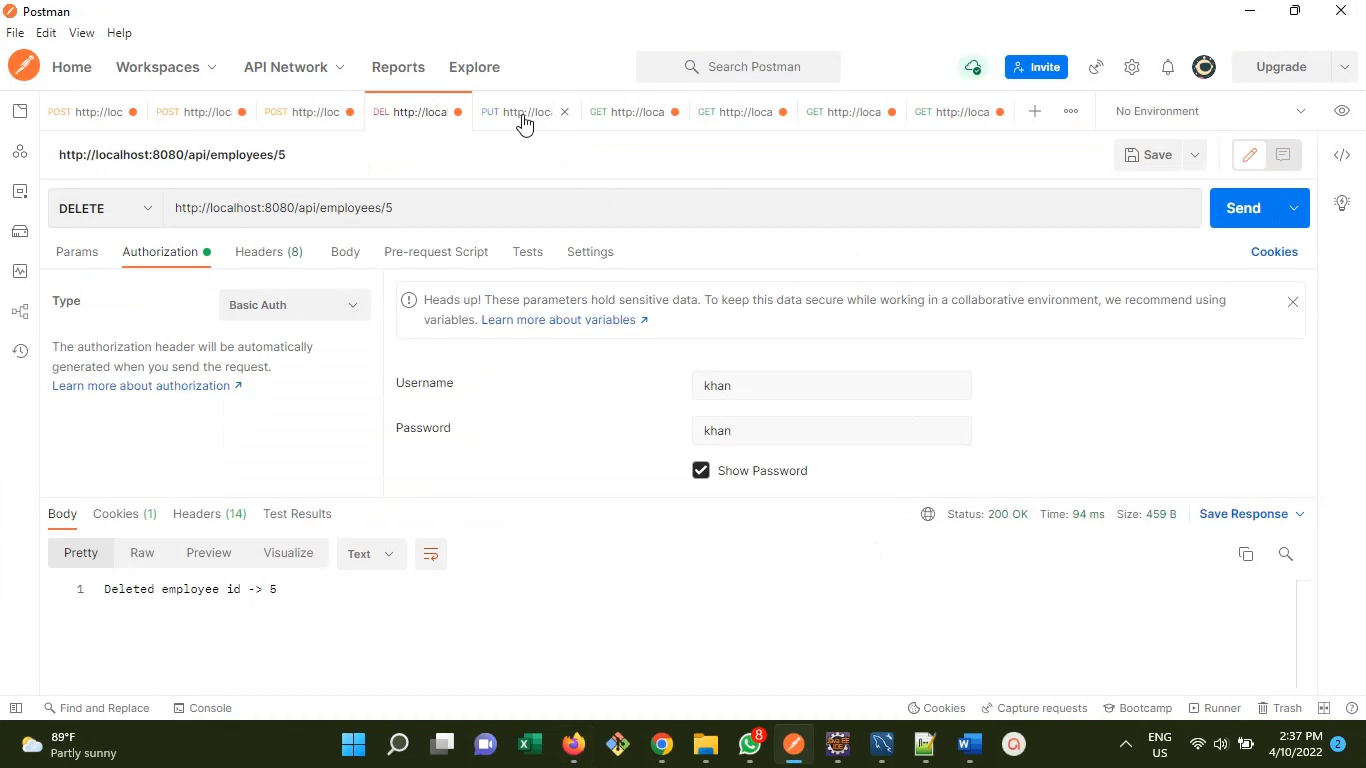 Postman
File Edit View Help
Home Workspaces API Network Reports Explore Search Postman Invite Upgrade
POST http://loc POST http://loc POST http://loc DEL http://local PUT http://loca GET http://loca GET http://loca GET http://loca GET http://loca No Environment
http://localhost:8080/api/employees/5 Save
DELETE http://localhost:8080/api/employees/5 Send
Params Authorization Headers (8) Body Pre-request Script Tests Settings Cookies
Type Basic Auth
The authorization header will be automatically
generated when you send the request.
Learn more about authorization ↗
Heads up! These parameters hold sensitive data. To keep this data secure while working in a collaborative environment, we recommend using
variables. Learn more about variables ↗
Username khan
Password khan
Show Password
Body Cookies (1) Headers (14) Test Results Status: 200 OK Time: 94 ms Size: 459 B Save Response
Pretty Raw Preview Visualize Text
1 Deleted employee id -> 5
Find and Replace Console Cookies Capture requests Bootcamp Runner Trash
89°F
Partly sunny
8
ENG
US
2:37 PM
4/10/2022
2